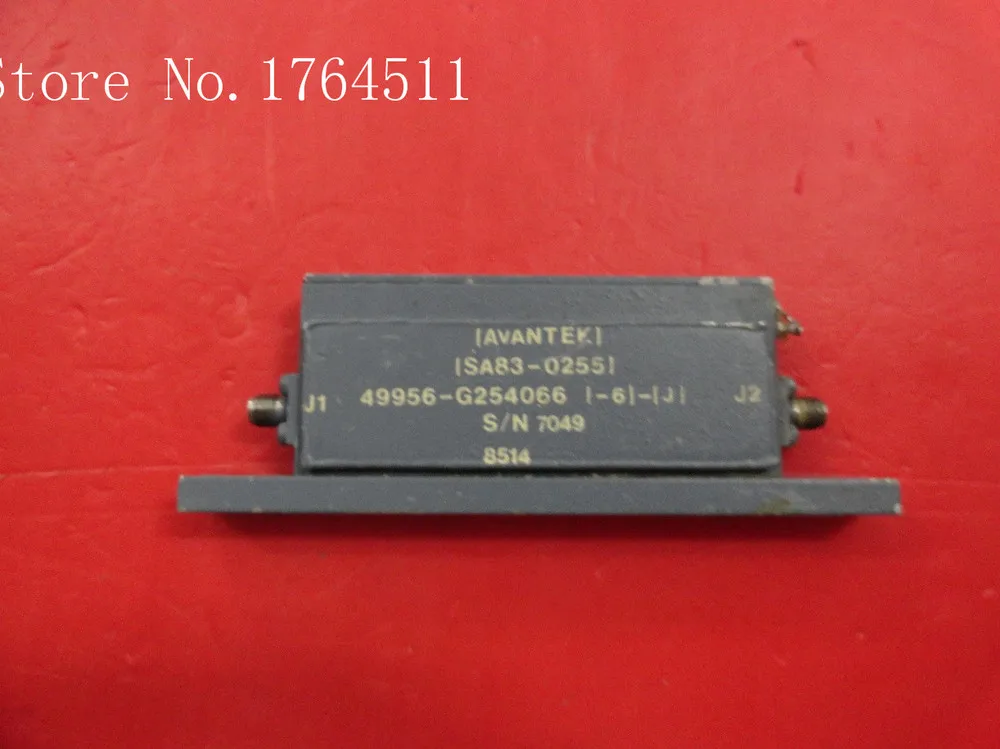 Store No.1764511
[AVANTEK]
[SA83-0255]
J1 49956-G254066 [-6]-[J] J2
S/N 7049
8514